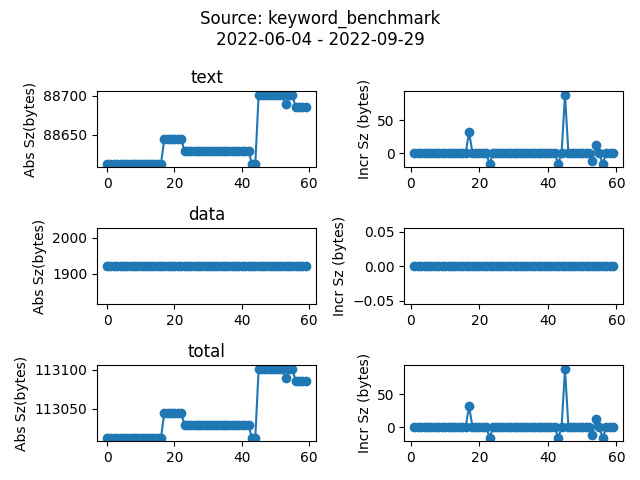 Source: keyword_benchmark
2022-06-04 - 2022-09-29
text
Abs Sz(bytes)
88700
88650
0 20 40 60
Incr Sz (bytes)
50
0
0 20 40 60
data
Abs Sz(bytes)
2000
1900
0 20 40 60
Incr Sz (bytes)
0.05
0.00
−0.05
0 20 40 60
total
Abs Sz(bytes)
113100
113050
0 20 40 60
Incr Sz (bytes)
50
0
0 20 40 60